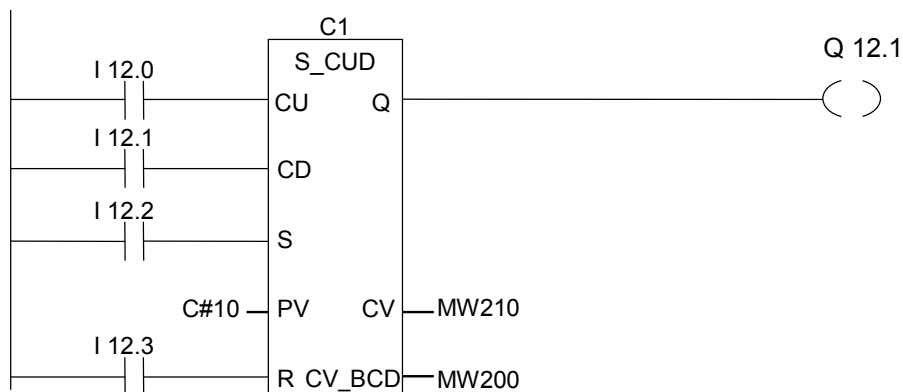 C1
S_CUD
Q 12.1
I 12.0
CU Q
I 12.1
CD
I 12.2
S
C#10 PV CV MW210
I 12.3
R CV_BCD MW200